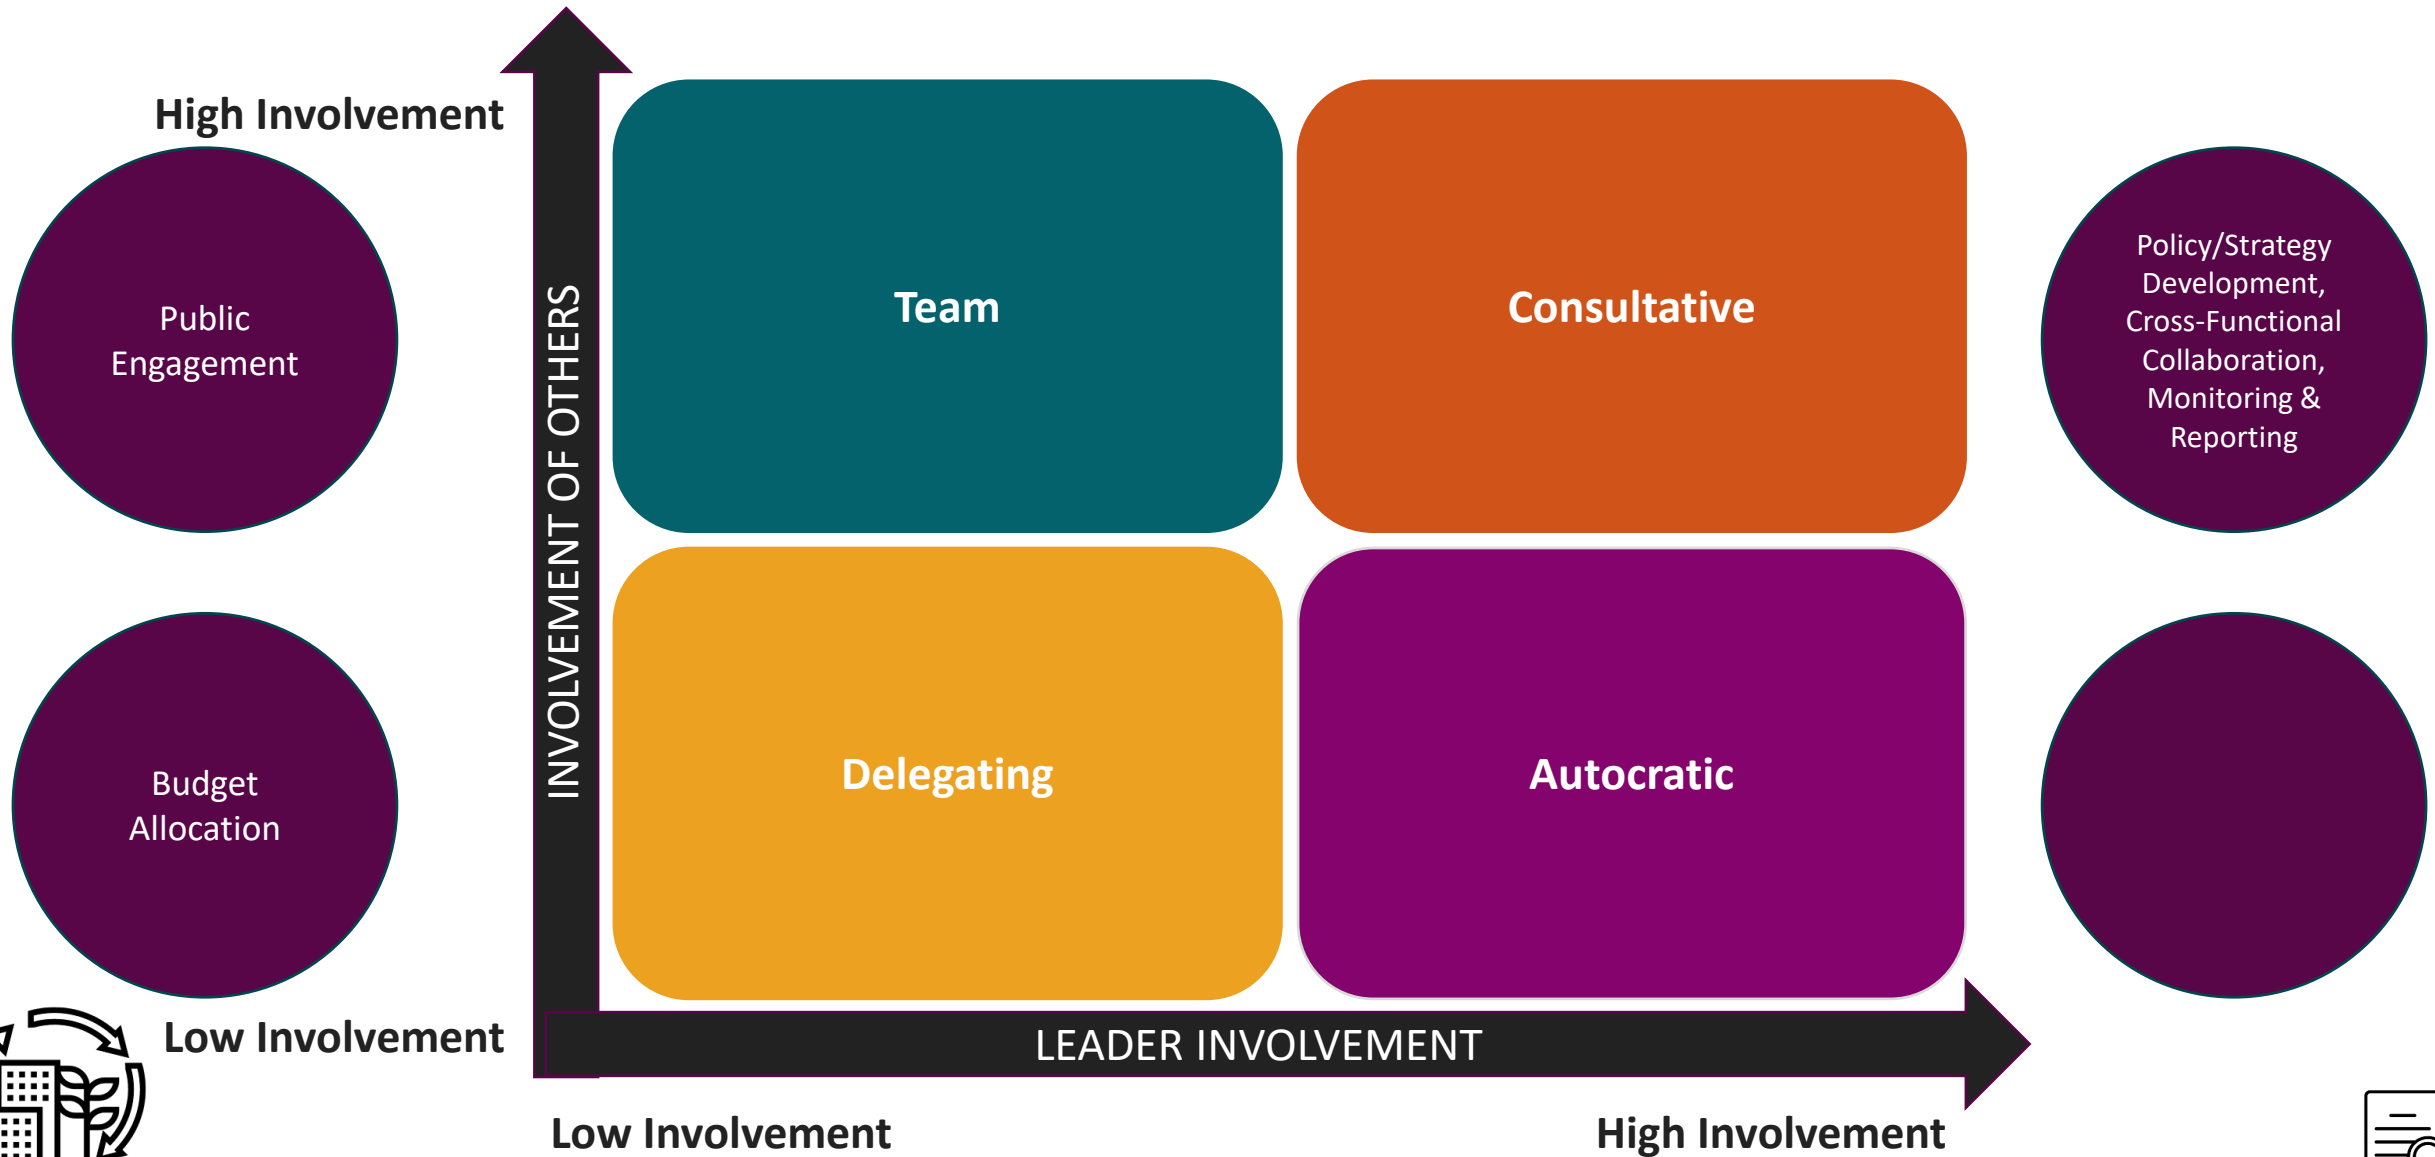 High Involvement
Public
Engagement
INVOLVEMENT OF OTHERS
Team
Consultative
Policy/Strategy
Development,
Cross-Functional
Collaboration,
Monitoring &
Reporting
Budget
Allocation
Delegating
Autocratic
Low Involvement
LEADER INVOLVEMENT
Low Involvement
High Involvement